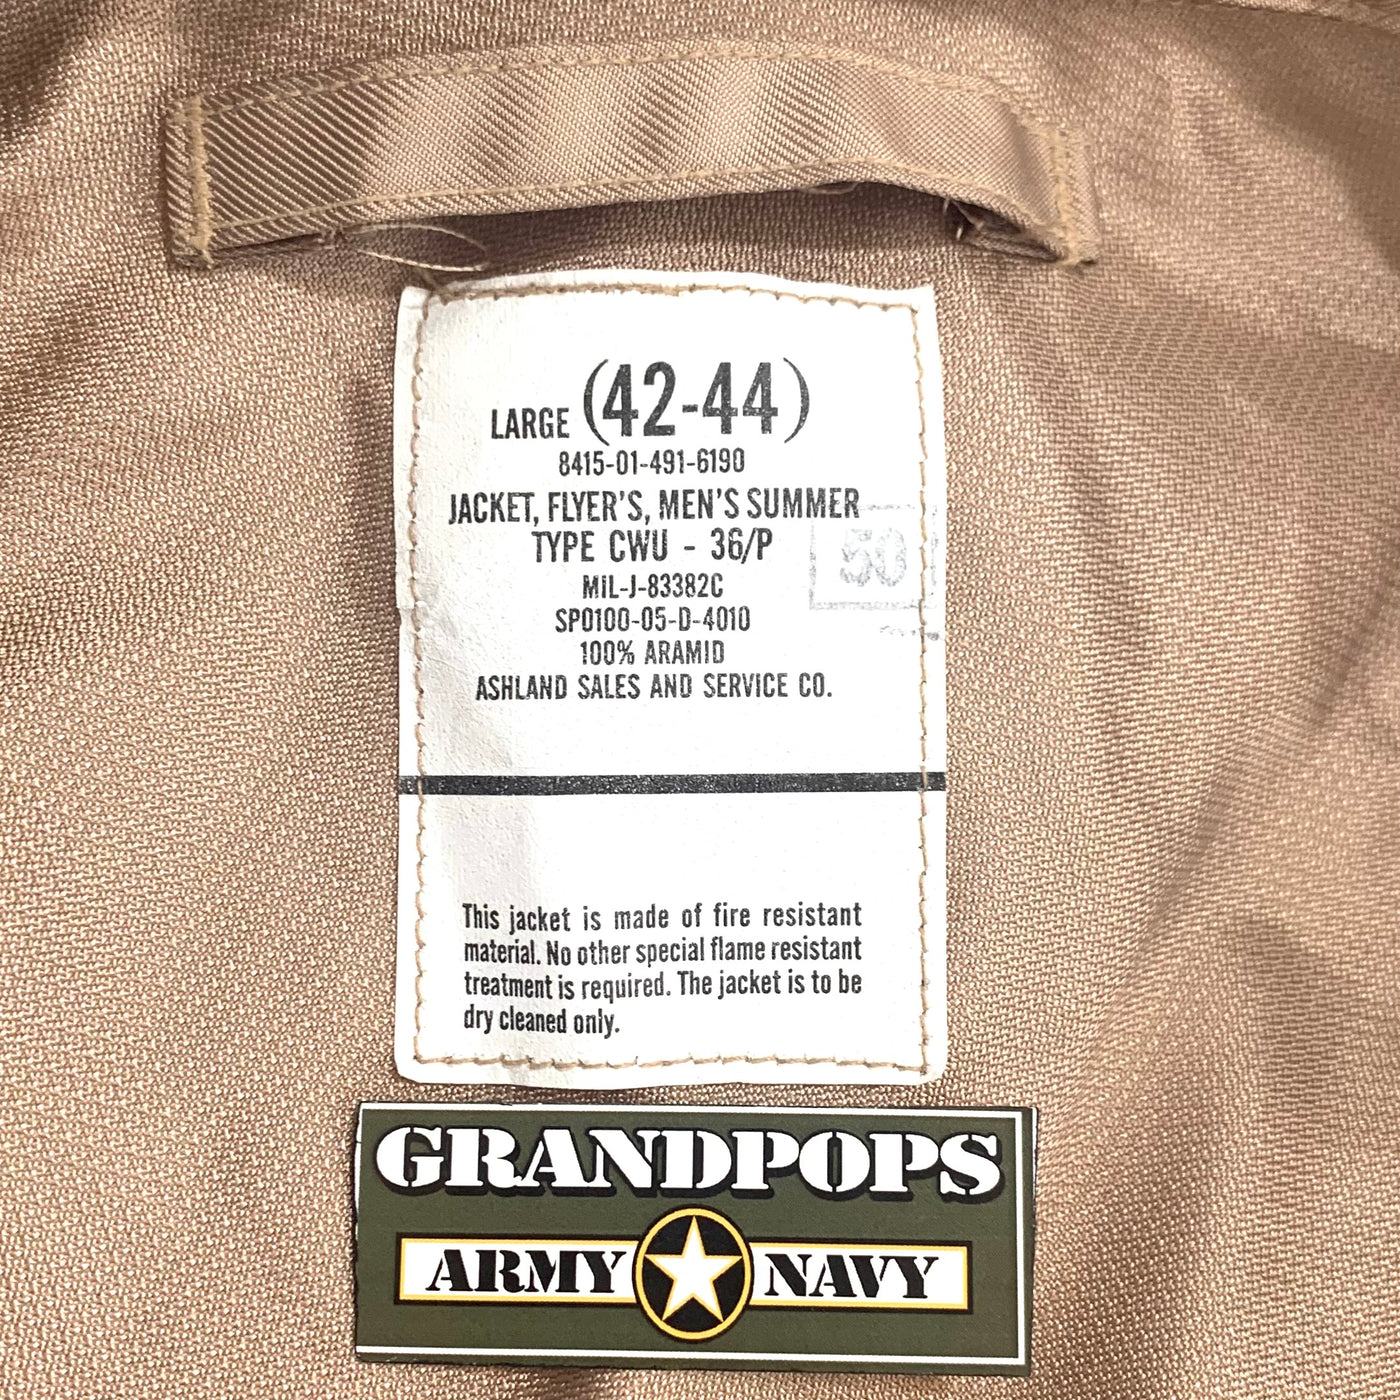 LARGE (42-44)
8415-01-491-6190
JACKET, FLYER'S, MEN'S SUMMER
TYPE CWU - 36/P
50
MIL-J-83382C
SP0100-05-D-4010
100% ARAMID
ASHLAND SALES AND SERVICE CO.
This jacket is made of fire resistant
material. No other special flame resistant
treatment is required. The jacket is to be
dry cleaned only.
GRANDPOPS
ARMY NAVY